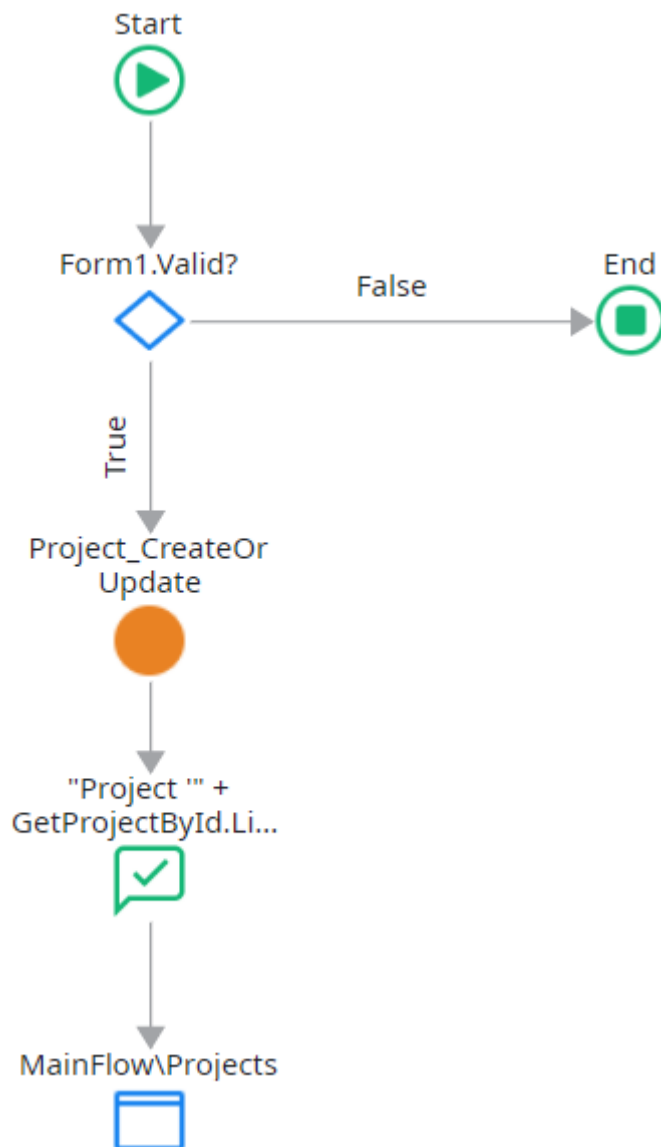 Start
Form1.Valid?
False
End
True
Project_CreateOr
Update
"Project '" +
GetProjectById.Li...
MainFlow\Projects